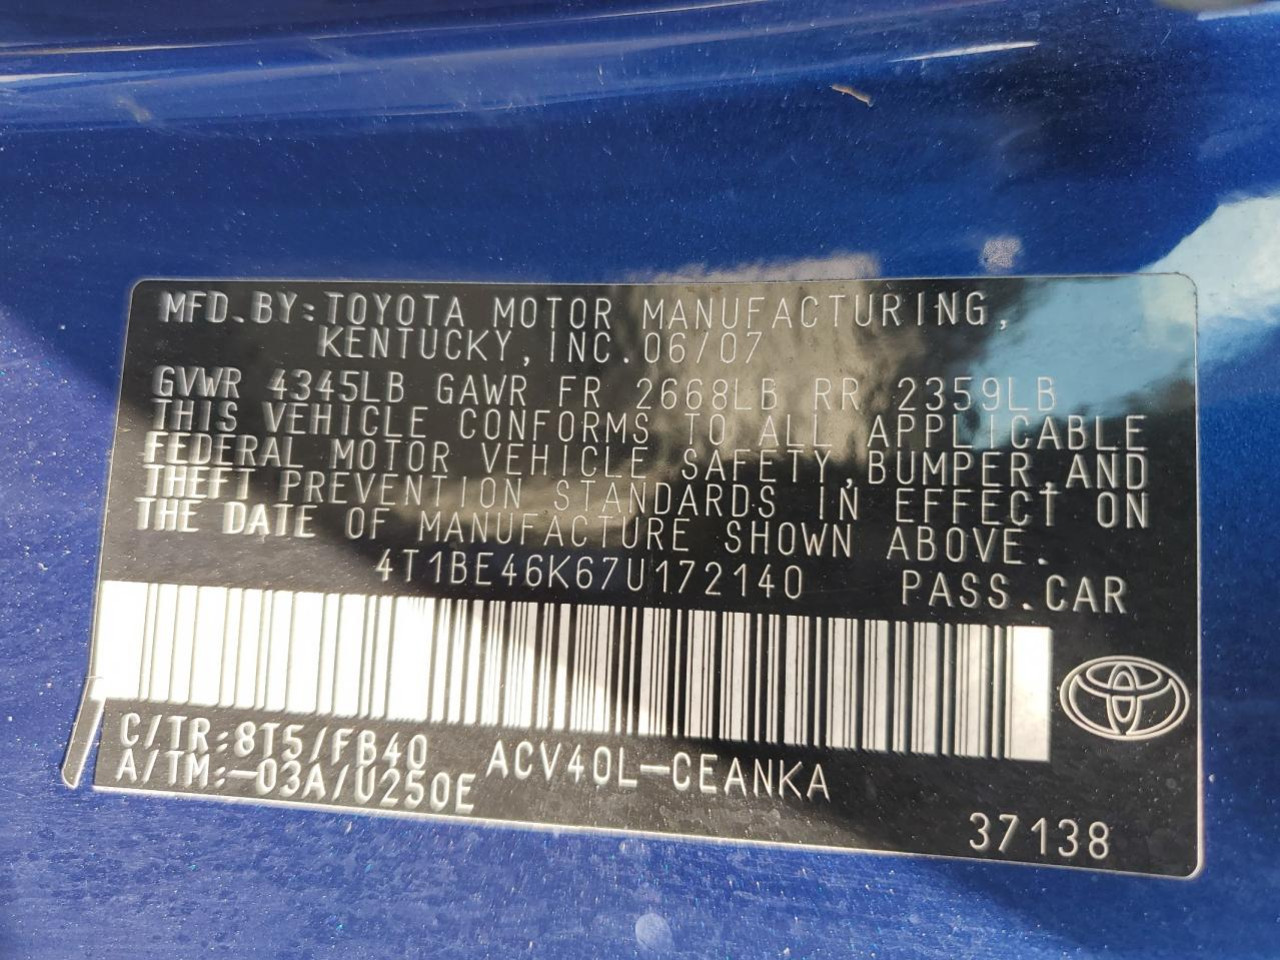 MFD.BY:TOYOTA MOTOR MANUFACTURING,
KENTUCKY,INC.06/07
GVWR 4345LB GAWR FR 2668LB RR 2359LB
THIS VEHICLE CONFORMS TO ALL APPLICABLE
FEDERAL MOTOR VEHICLE SAFETY,BUMPER,AND
THEFT PREVENTION STANDARDS IN EFFECT ON
THE DATE OF MANUFACTURE SHOWN ABOVE.
4T1BE46K67U172140 PASS.CAR
C/TR:8T5/FB40 ACV40L-CEANKA
A/TM:-03A/U250E
37138